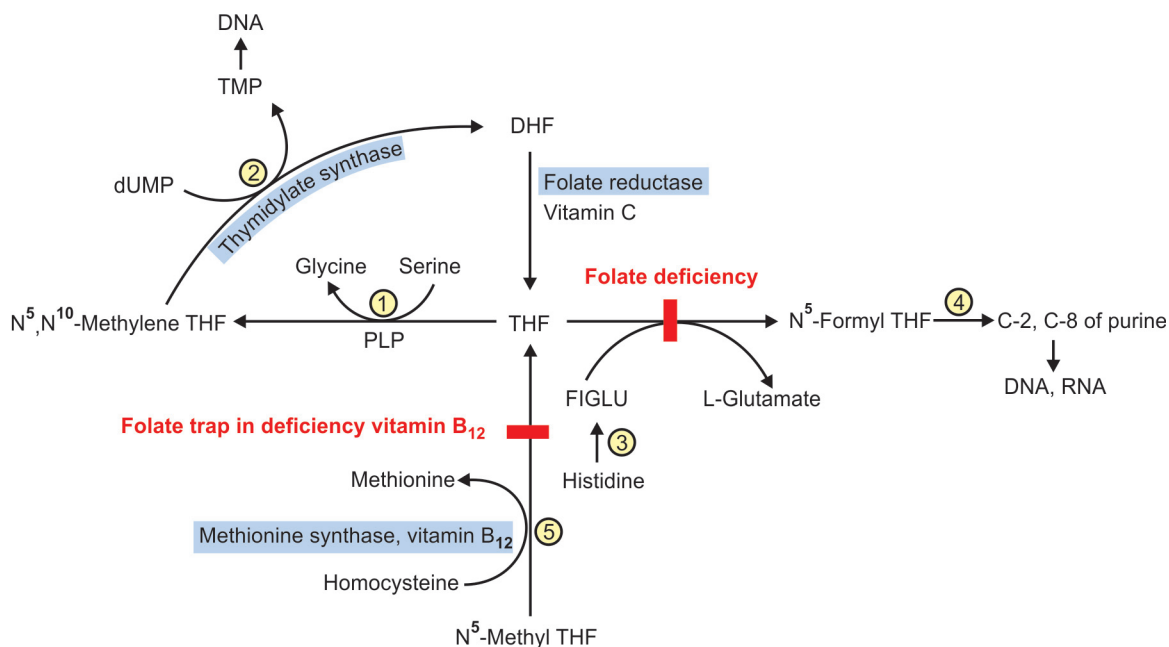 DNA
TMP
DHF
2
dUMP
Thymidylate synthase
Folate reductase
Vitamin C
Glycine
Serine
Folate deficiency
1
4
N⁵,N¹⁰-Methylene THF
THF
N⁵-Formyl THF
C-2, C-8 of purine
PLP
DNA, RNA
FIGLU
L-Glutamate
Folate trap in deficiency vitamin B₁₂
3
Methionine
Histidine
Methionine synthase, vitamin B₁₂
5
Homocysteine
N⁵-Methyl THF